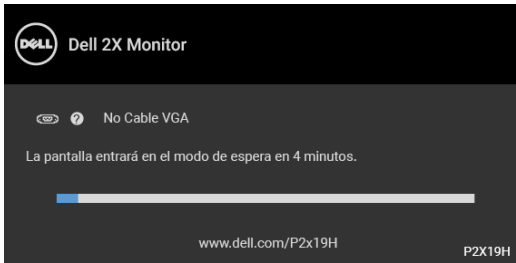 DELL
Dell 2X Monitor
? No Cable VGA
La pantalla entrará en el modo de espera en 4 minutos.
www.dell.com/P2x19H
P2X19H